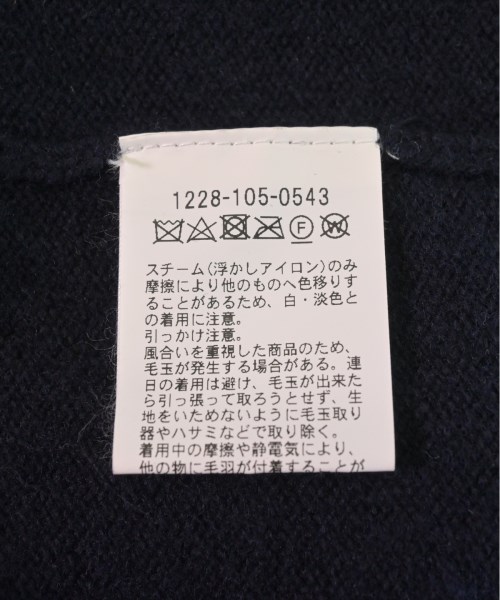 1228-105-0543
F W
スチーム(浮かしアイロン)のみ
摩擦により他のものへ色移りす
ることがあるため、白・淡色と
の着用に注意。
引っかけ注意。
風合いを重視した商品のため、
毛玉が発生する場合がある。連
日の着用は避け、毛玉が出来た
ら引っ張って取ろうとせず、生
地をいためないように毛玉取り
器やハサミなどで取り除く。
着用中の摩擦や静電気により、
他の物に毛羽が付着することが